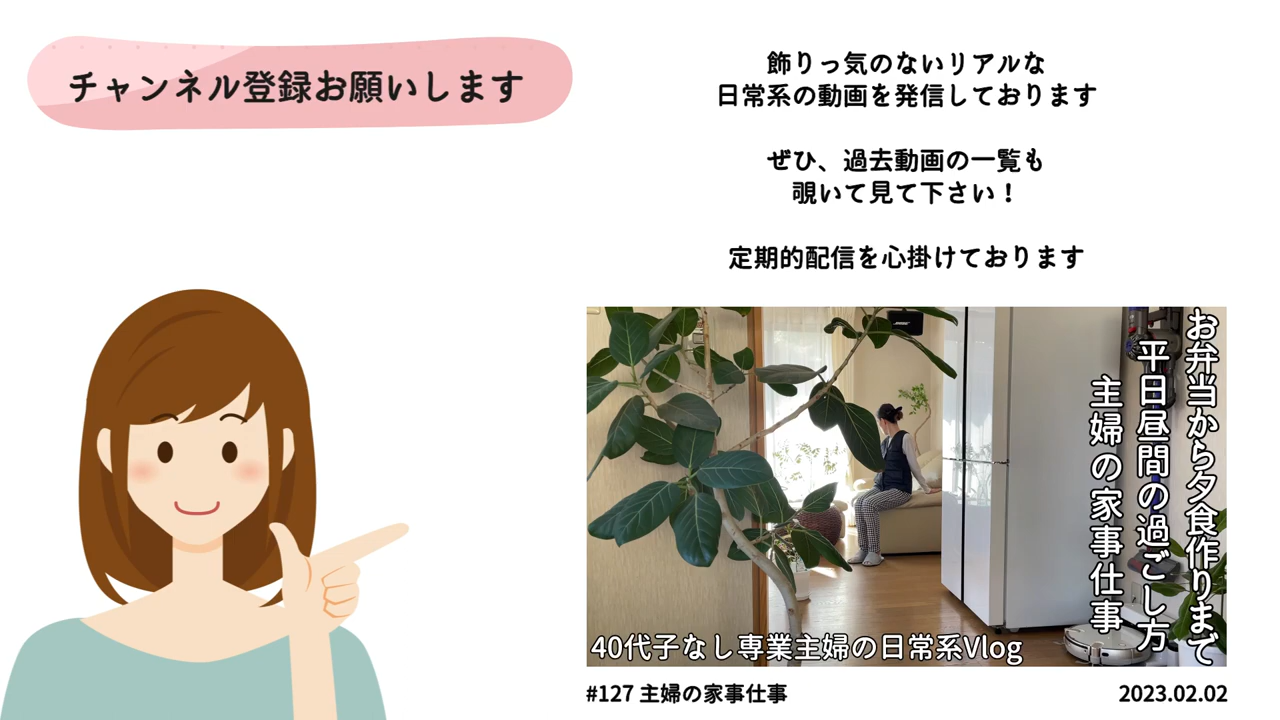 チャンネル登録お願いします
飾りっ気のないリアルな
日常系の動画を発信しております
ぜひ、過去動画の一覧も
覗いて見て下さい！
定期的配信を心掛けております
お弁当から夕食作りまで
平日昼間の過ごし方
主婦の家事仕事
40代子なし専業主婦の日常系Vlog
#127 主婦の家事仕事
2023.02.02